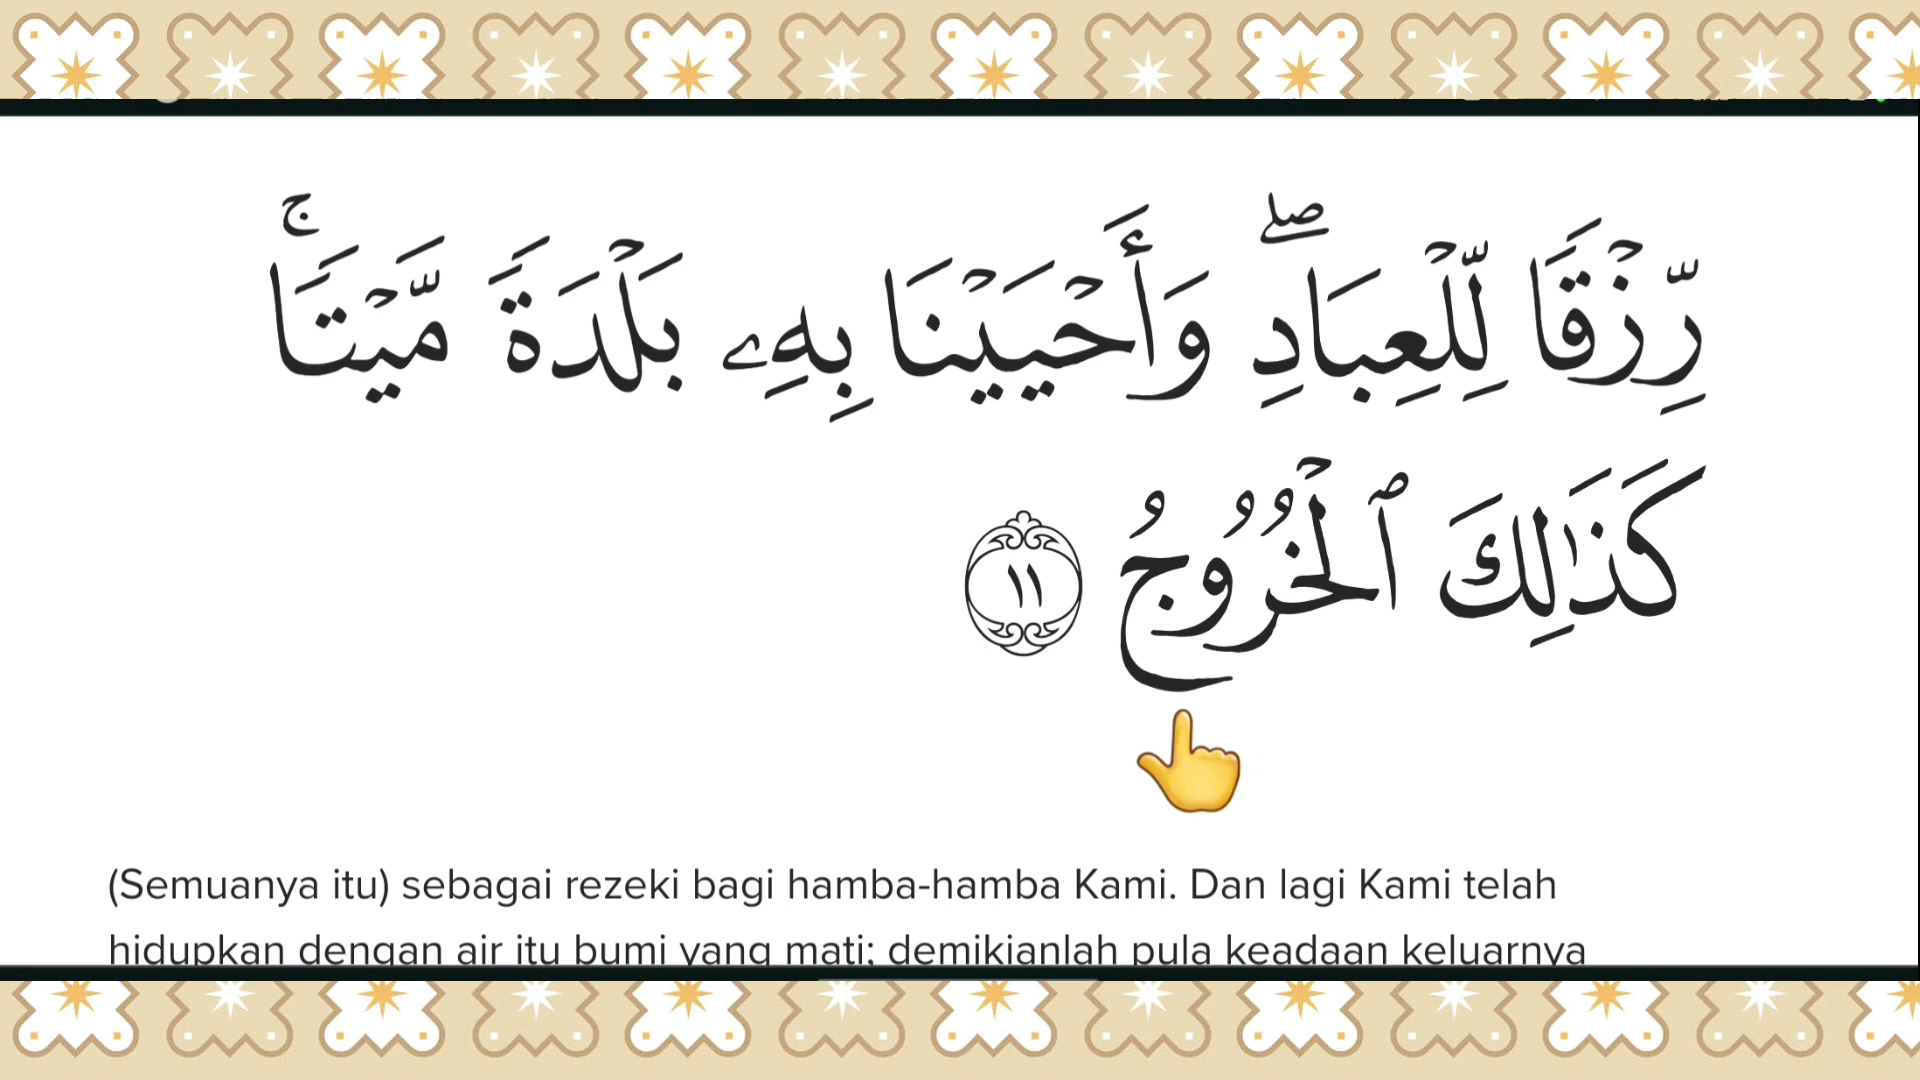 رِّزْقًا لِّلْعِبَادِ ۖ وَأَحْيَيْنَا بِهِۦ بَلْدَةً مَّيْتًا ۚ
كَذَٰلِكَ ٱلْخُرُوجُ ١١
(Semuanya itu) sebagai rezeki bagi hamba-hamba Kami. Dan lagi Kami telah
hidupkan dengan air itu bumi yang mati; demikianlah pula keadaan keluarnya